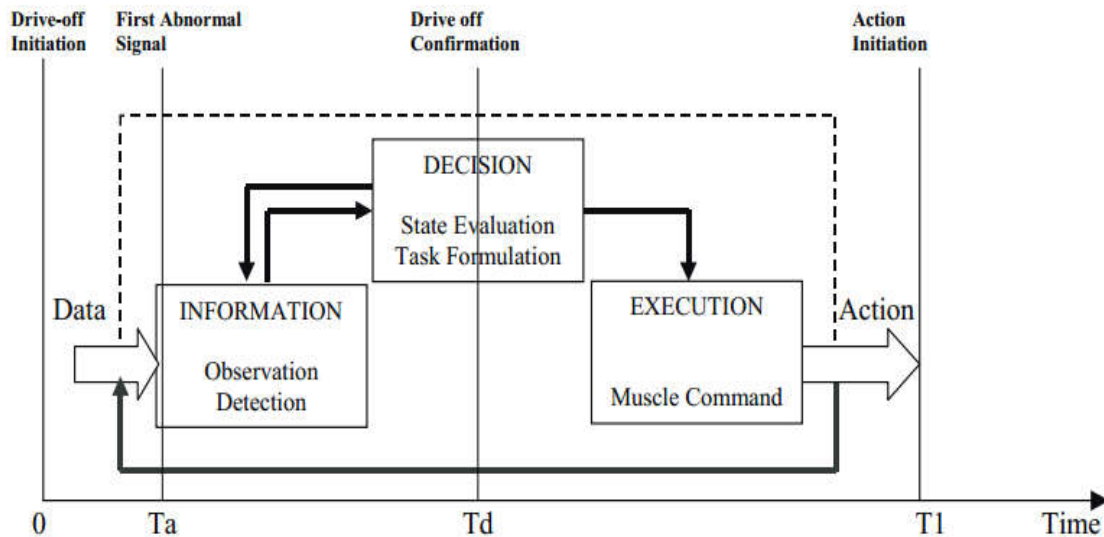 Drive-off
Initiation
First Abnormal
Signal
Drive off
Confirmation
Action
Initiation
DECISION
State Evaluation
Task Formulation
Data
INFORMATION
Observation
Detection
EXECUTION
Muscle Command
Action
0
Ta
Td
T1
Time